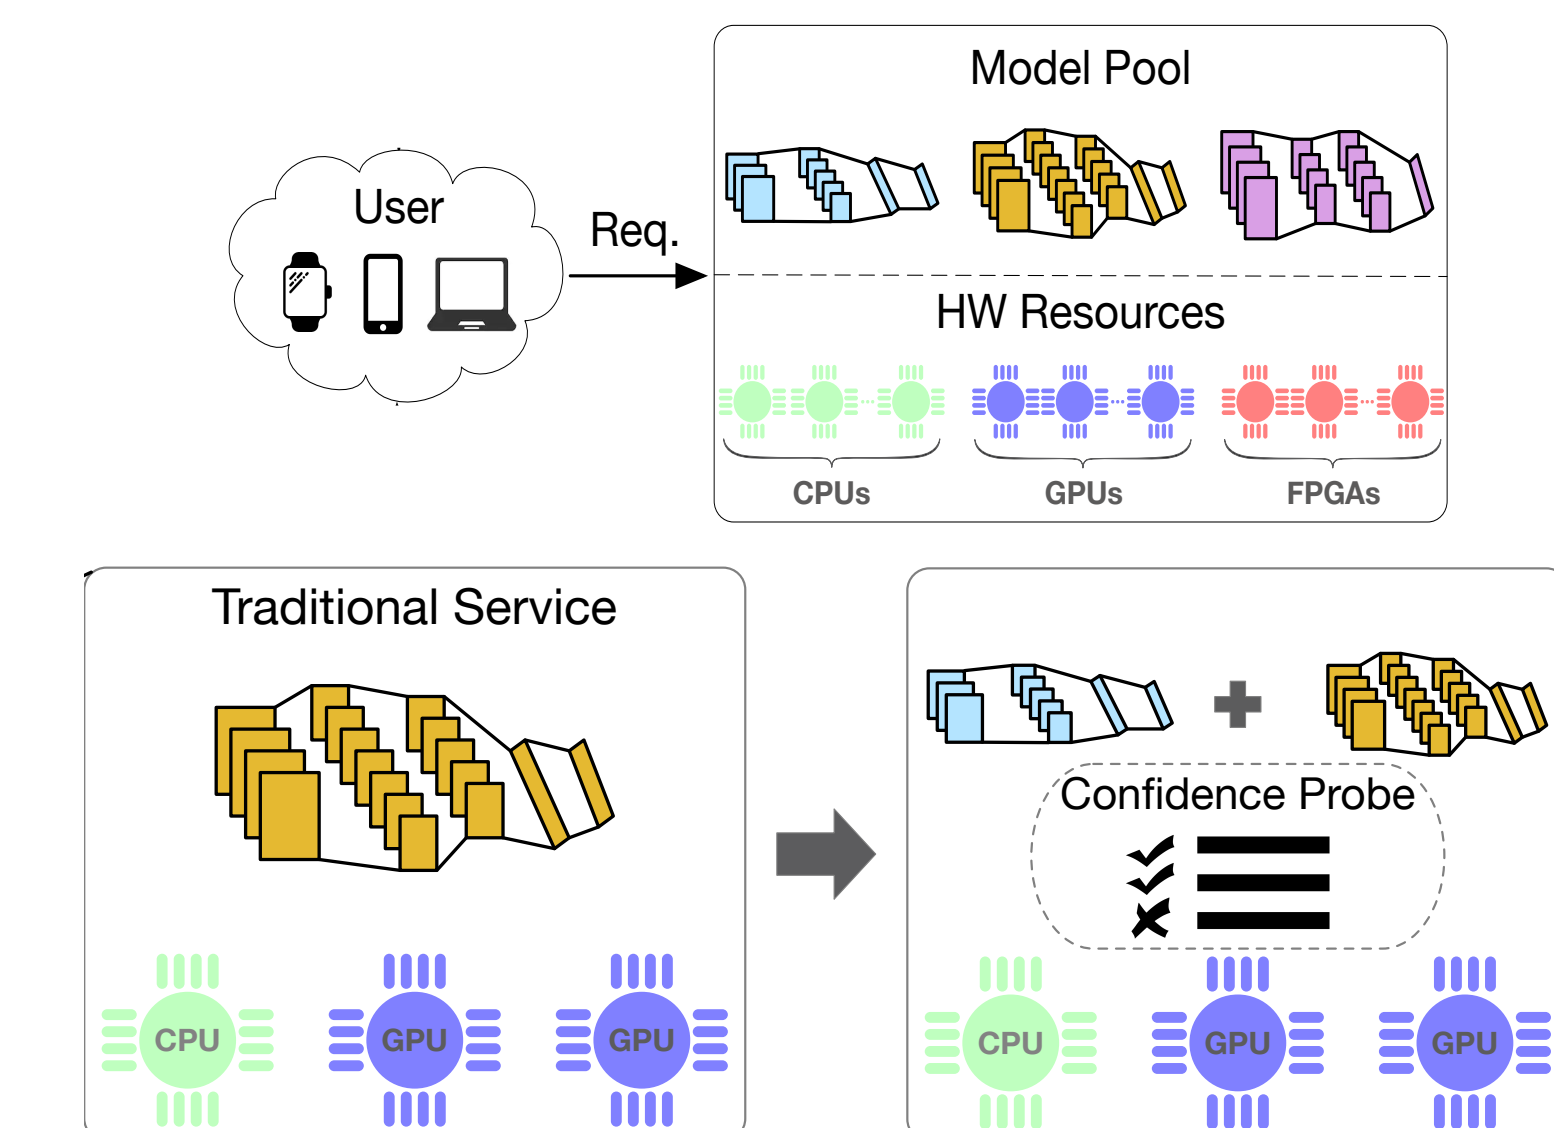 Model Pool
User
Req.
HW Resources
CPUs
GPUs
FPGAs
Traditional Service
Confidence Probe
CPU
GPU
GPU
CPU
GPU
GPU